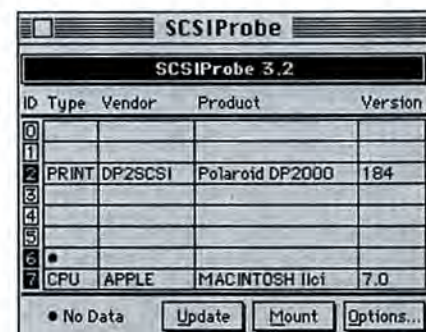 SCSIProbe
SCSIProbe 3.2
ID Type Vendor Product Version
0
1
2 PRINT DP2SCSI Polaroid DP2000 184
3
4
5
6 •
7 CPU APPLE MACINTOSH IIci 7.0
• No Data Update Mount Options...